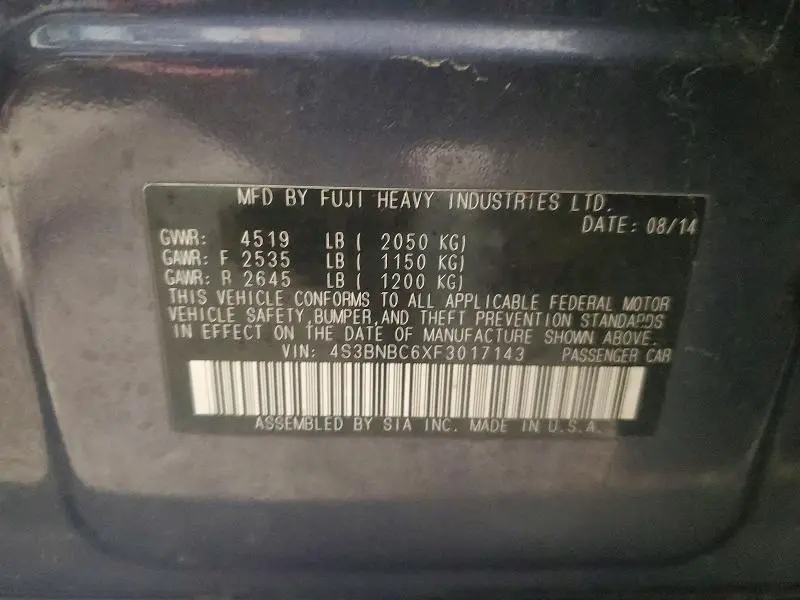 MFD BY FUJI HEAVY INDUSTRIES LTD.
DATE: 08/14
GVWR: 4519 LB ( 2050 KG)
GAWR: F 2535 LB ( 1150 KG)
GAWR: R 2645 LB ( 1200 KG)
THIS VEHICLE CONFORMS TO ALL APPLICABLE FEDERAL MOTOR
VEHICLE SAFETY, BUMPER, AND THEFT PREVENTION STANDARDS
IN EFFECT ON THE DATE OF MANUFACTURE SHOWN ABOVE.
VIN: 4S3BNBC6XF3017143 PASSENGER CAR
ASSEMBLED BY SIA INC. MADE IN U.S.A.